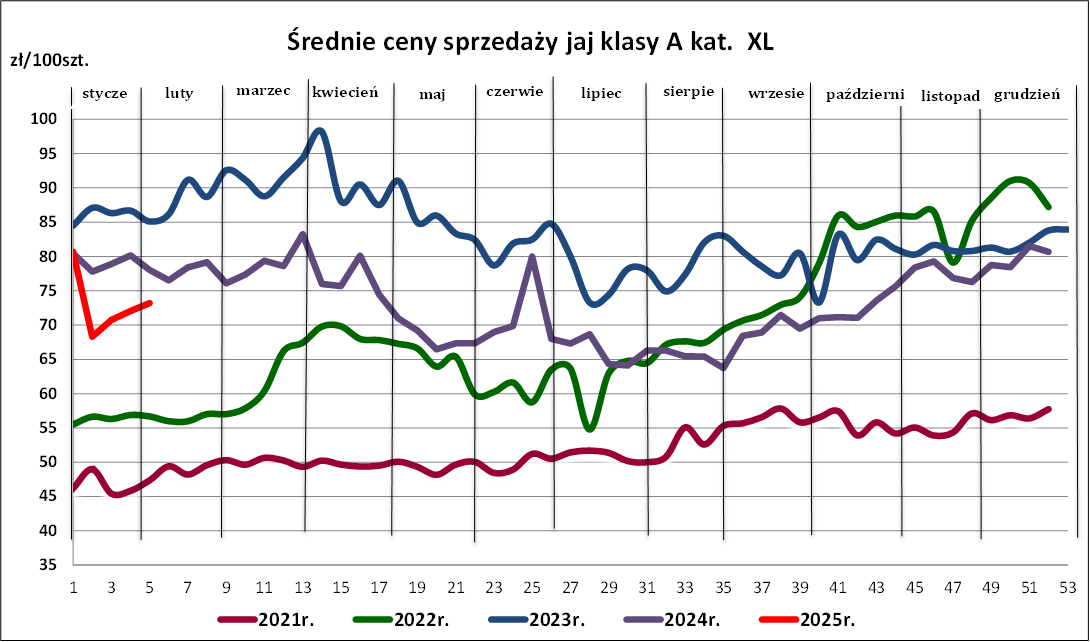 Średnie ceny sprzedaży jaj klasy A kat. XL
zł/100szt.
stycze luty marzec kwiecień maj czerwie lipiec sierpie wrzesie październi listopad grudzień
100
95
90
85
80
75
70
65
60
55
50
45
40
35
1 3 5 7 9 11 13 15 17 19 21 23 25 27 29 31 33 35 37 39 41 43 45 47 49 51 53
2021r. 2022r. 2023r. 2024r. 2025r.